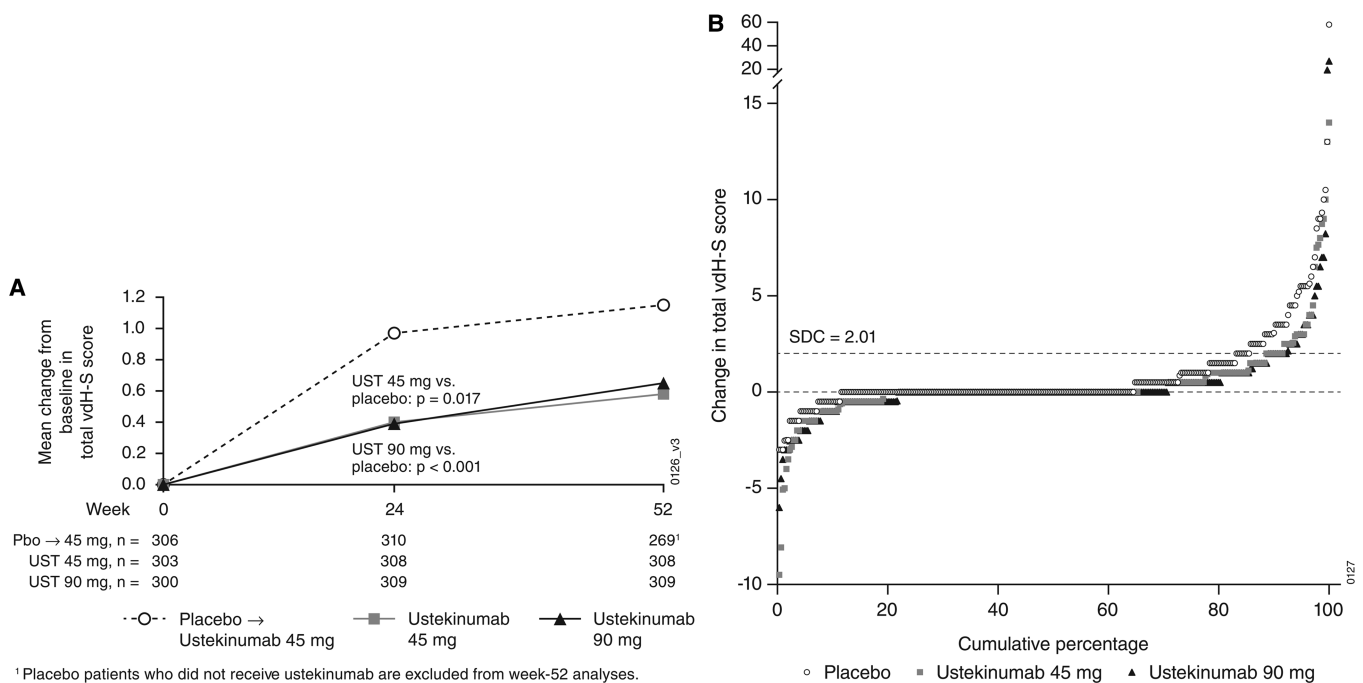 A
Mean change from
baseline in
total vdH-S score
1.2
1.0
0.8
0.6
0.4
0.2
0.0
UST 45 mg vs.
placebo: p = 0.017
UST 90 mg vs.
placebo: p < 0.001
0126_v3
Week 0 24 52
Pbo → 45 mg, n = 306 310 269¹
UST 45 mg, n = 303 308 308
UST 90 mg, n = 300 309 309
Placebo →
Ustekinumab 45 mg
Ustekinumab
45 mg
Ustekinumab
90 mg
¹ Placebo patients who did not receive ustekinumab are excluded from week-52 analyses.
B
Change in total vdH-S score
60
40
20
15
10
5
0
-5
-10
SDC = 2.01
0127
0 20 40 60 80 100
Cumulative percentage
Placebo Ustekinumab 45 mg Ustekinumab 90 mg